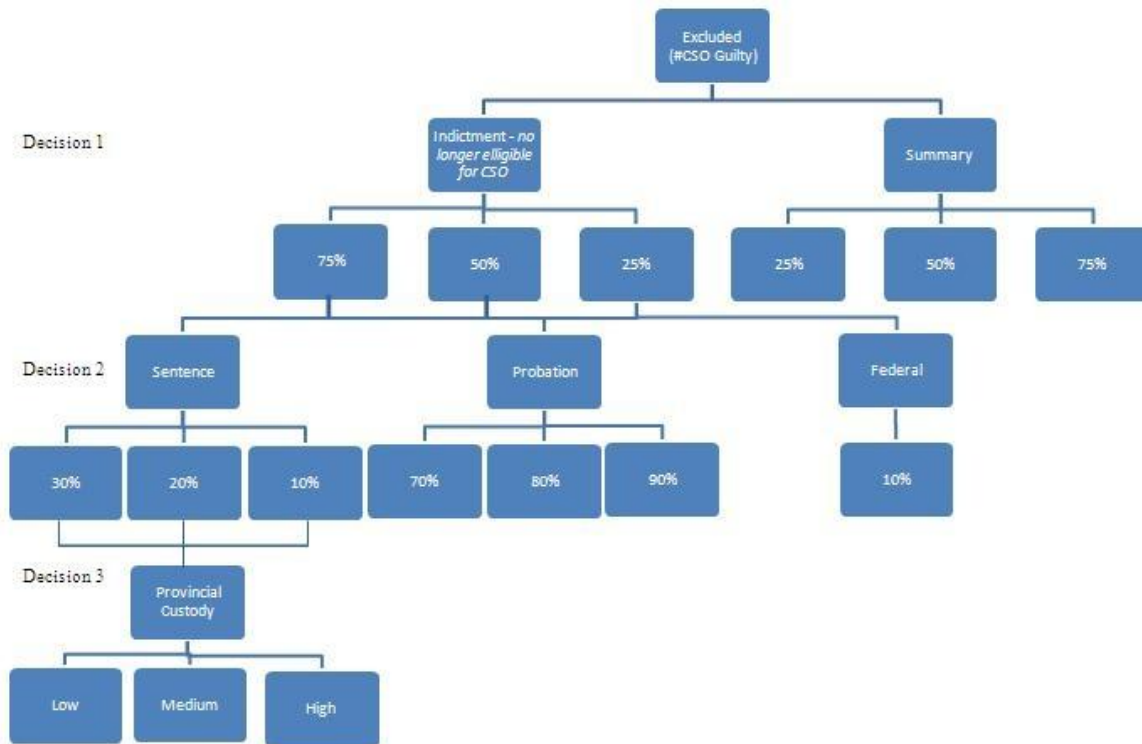 Excluded
(#CSO Guilty)
Decision 1
Indictment - no
longer elligible
for CSO
Summary
75%
50%
25%
25%
50%
75%
Decision 2
Sentence
Probation
Federal
30%
20%
10%
70%
80%
90%
10%
Decision 3
Provincial
Custody
Low
Medium
High